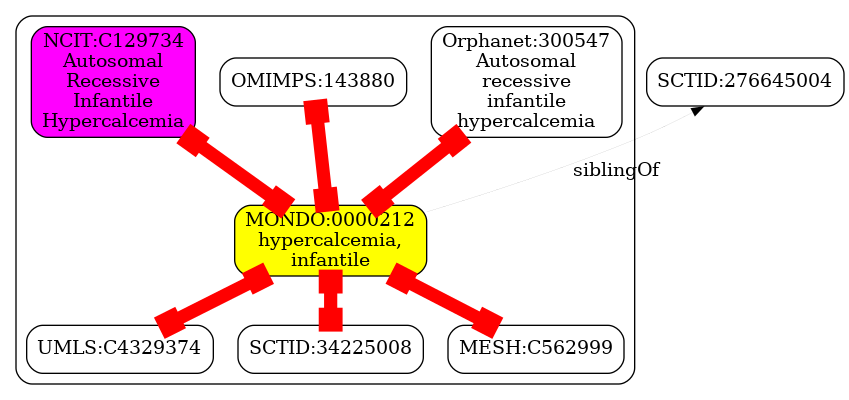 NCIT:C129734
Autosomal
Recessive
Infantile
Hypercalcemia
OMIMPS:143880
Orphanet:300547
Autosomal
recessive
infantile
hypercalcemia
SCTID:276645004
siblingOf
MONDO:0000212
hypercalcemia,
infantile
UMLS:C4329374
SCTID:34225008
MESH:C562999